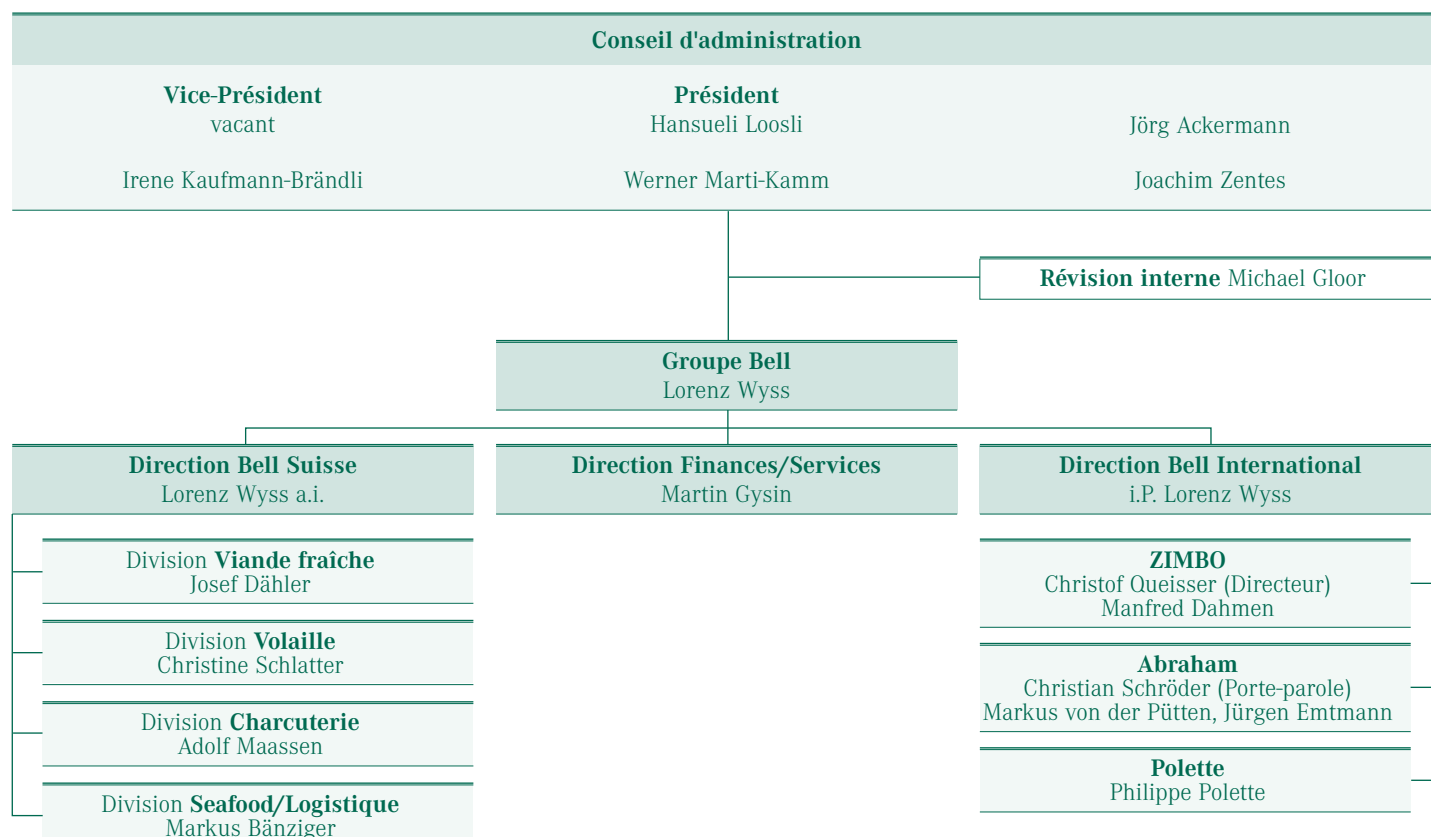 Conseil d'administration
Vice-Président
vacant
Président
Hansueli Loosli
Jörg Ackermann
Irene Kaufmann-Brändli
Werner Marti-Kamm
Joachim Zentes
Révision interne Michael Gloor
Groupe Bell
Lorenz Wyss
Direction Bell Suisse
Lorenz Wyss a.i.
Direction Finances/Services
Martin Gysin
Direction Bell International
i.P. Lorenz Wyss
Division Viande fraîche
Josef Dähler
Division Volaille
Christine Schlatter
Division Charcuterie
Adolf Maassen
Division Seafood/Logistique
Markus Bänziger
ZIMBO
Christof Queisser (Directeur)
Manfred Dahmen
Abraham
Christian Schröder (Porte-parole)
Markus von der Pütten, Jürgen Emtmann
Polette
Philippe Polette